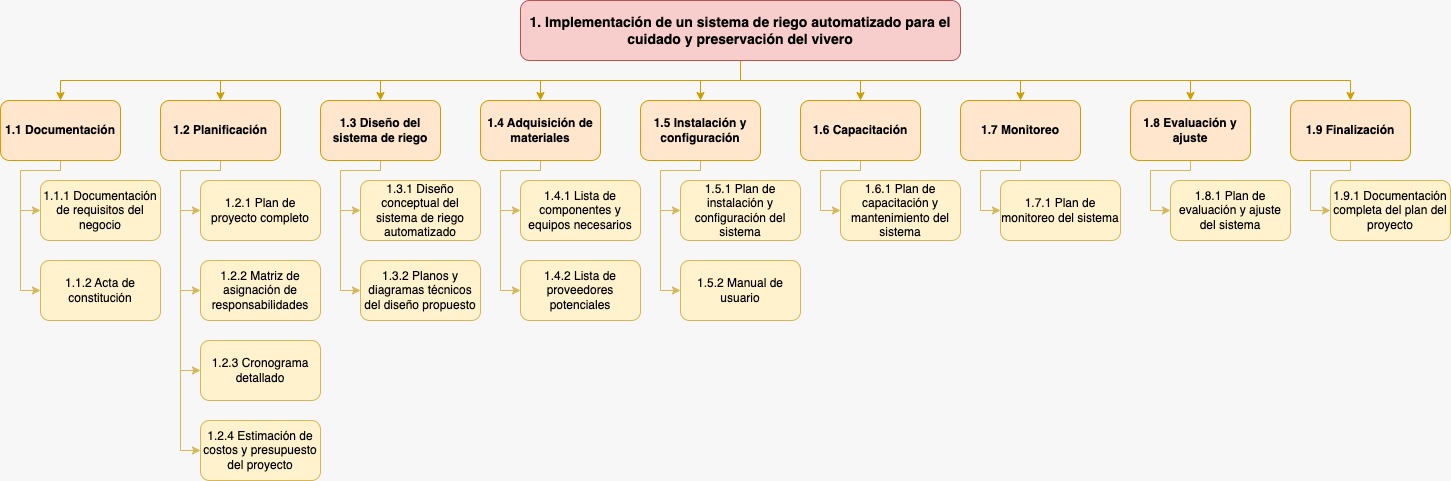 1. Implementación de un sistema de riego automatizado para el
cuidado y preservación del vivero
1.1 Documentación
1.2 Planificación
1.3 Diseño del
sistema de riego
1.4 Adquisición de
materiales
1.5 Instalación y
configuración
1.6 Capacitación
1.7 Monitoreo
1.8 Evaluación y
ajuste
1.9 Finalización
1.1.1 Documentación
de requisitos del
negocio
1.2.1 Plan de
proyecto completo
1.3.1 Diseño
conceptual del
sistema de riego
automatizado
1.4.1 Lista de
componentes y
equipos necesarios
1.5.1 Plan de
instalación y
configuración del
sistema
1.6.1 Plan de
capacitación y
mantenimiento del
sistema
1.7.1 Plan de
monitoreo del sistema
1.8.1 Plan de
evaluación y ajuste
del sistema
1.9.1 Documentación
completa del plan del
proyecto
1.1.2 Acta de
constitución
1.2.2 Matriz de
asignación de
responsabilidades
1.3.2 Planos y
diagramas técnicos
del diseño propuesto
1.4.2 Lista de
proveedores
potenciales
1.5.2 Manual de
usuario
1.2.3 Cronograma
detallado
1.2.4 Estimación de
costos y presupuesto
del proyecto